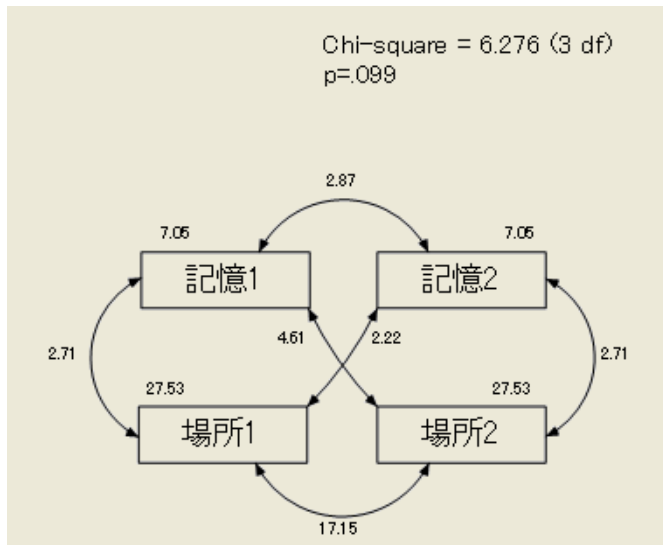 Chi-square = 6.276 (3 df)
p=.099
2.87
7.05
7.05
記憶1
記憶2
4.61
2.22
2.71
2.71
27.53
27.53
場所1
場所2
17.15